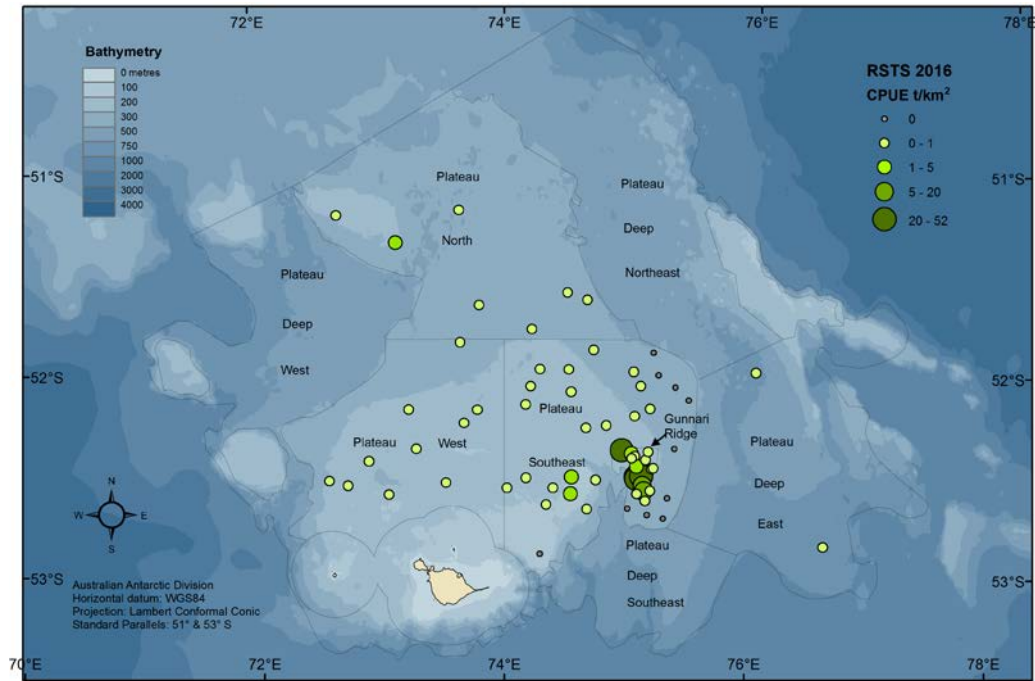 72°E 74°E 76°E 78°E
Bathymetry
0 metres
100
200
300
500
750
1000
2000
3000
4000
RSTS 2016
CPUE t/km²
0
0 - 1
1 - 5
5 - 20
20 - 52
51°S 51°S
Plateau
North
Plateau
Deep
Northeast
Plateau
Deep
West
52°S 52°S
Plateau
Southeast
Gunnari
Ridge
Plateau West
Plateau
Deep
East
Plateau
Deep
Southeast
N
W E
S
53°S 53°S
Australian Antarctic Division
Horizontal datum: WGS84
Projection: Lambert Conformal Conic
Standard Parallels: 51° & 53° S
70°E 72°E 74°E 76°E 78°E